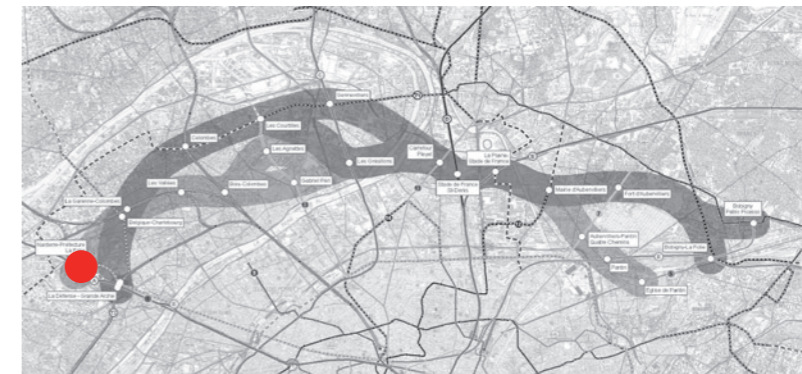 Gennevilliers
Les Courtilles
Colombes
Les Agnettes
Les Grésillons
Carrefour
Pleyel
La Plaine
Stade de France
Stade de France
St-Denis
Les Vallées
Bois-Colombes
Gabriel Péri
Mairie d'Aubervilliers
Fort d'Aubervilliers
Bobigny
Pablo Picasso
La Garenne-Colombes
Bobigny-La Folie
Aubervilliers/Pantin
Quatre Chemins
Nanterre-Préfecture
La Défense - Grande Arche
Pantin
Église de Pantin